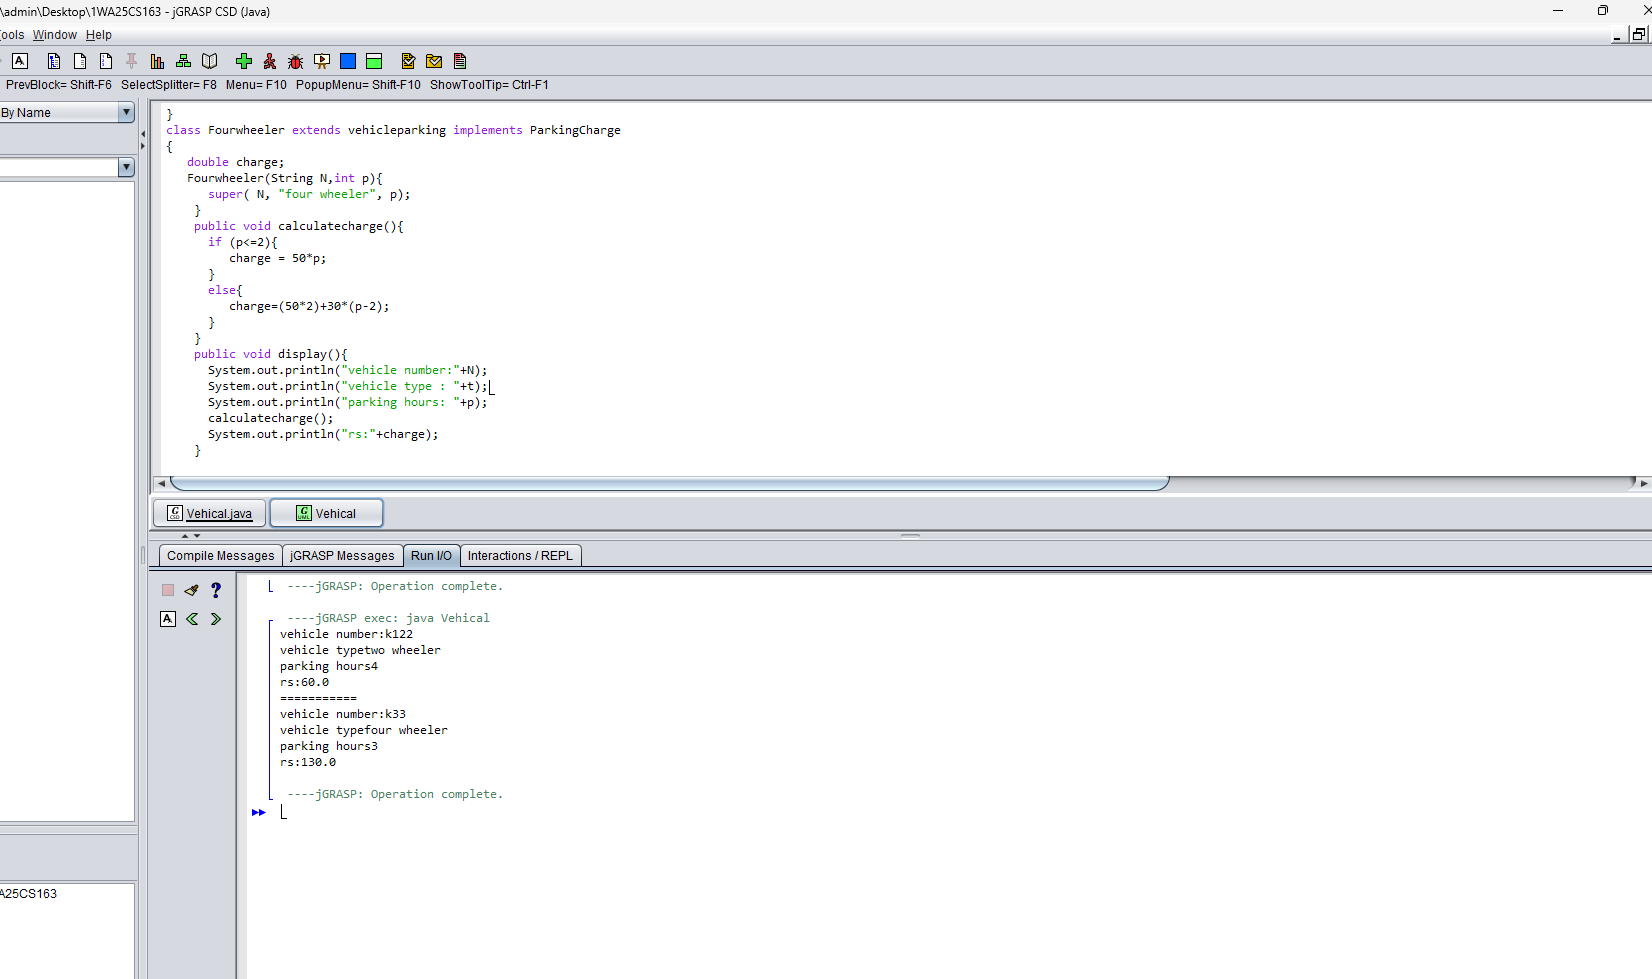 \admin\Desktop\1WA25CS163 - jGRASP CSD (Java)
Window Help
PrevBlock= Shift-F6 SelectSplitter= F8 Menu= F10 PopupMenu= Shift-F10 ShowToolTip= Ctrl-F1
By Name
}
class Fourwheeler extends vehicleparking implements ParkingCharge
{
double charge;
Fourwheeler(String N,int p){
super( N, "four wheeler", p);
}
public void calculatecharge(){
if (p<=2){
charge = 50*p;
}
else{
charge=(50*2)+30*(p-2);
}
}
public void display(){
System.out.println("vehicle number:"+N);
System.out.println("vehicle type : "+t);
System.out.println("parking hours: "+p);
calculatecharge();
System.out.println("rs:"+charge);
}
Vehical.java Vehical
Compile Messages jGRASP Messages Run I/O Interactions / REPL
----jGRASP: Operation complete.
----jGRASP exec: java Vehical
vehicle number:k122
vehicle typetwo wheeler
parking hours4
rs:60.0
===========
vehicle number:k33
vehicle typefour wheeler
parking hours3
rs:130.0
----jGRASP: Operation complete.
A25CS163